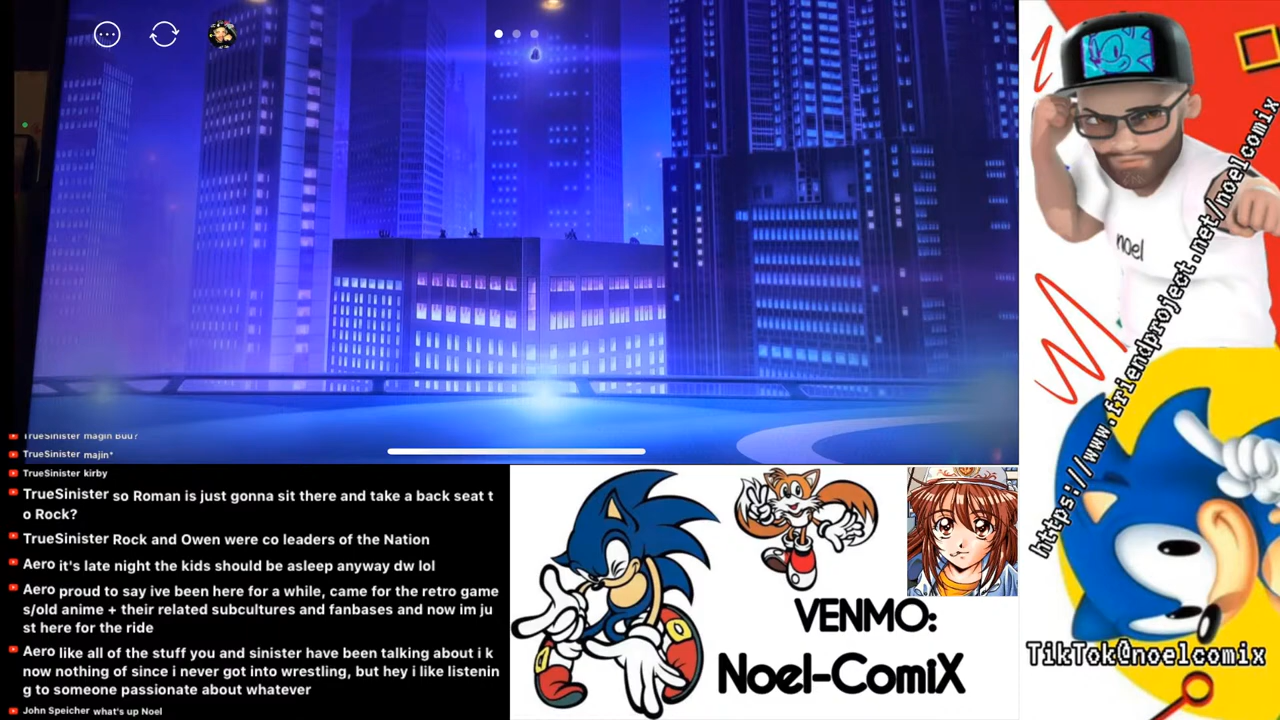 TrueSinister magin Buu?
TrueSinister majin*
TrueSinister kirby
TrueSinister so Roman is just gonna sit there and take a back seat t
o Rock?
TrueSinister Rock and Owen were co leaders of the Nation
Aero it's late night the kids should be asleep anyway dw lol
Aero proud to say ive been here for a while, came for the retro game
s/old anime + their related subcultures and fanbases and now im ju
st here for the ride
Aero like all of the stuff you and sinister have been talking about i k
now nothing of since i never got into wrestling, but hey i like listenin
g to someone passionate about whatever
John Speicher what's up Noel
VENMO:
Noel-ComiX
noel
https://www.friendproject.net/noelcomix
TikTok@noelcomix